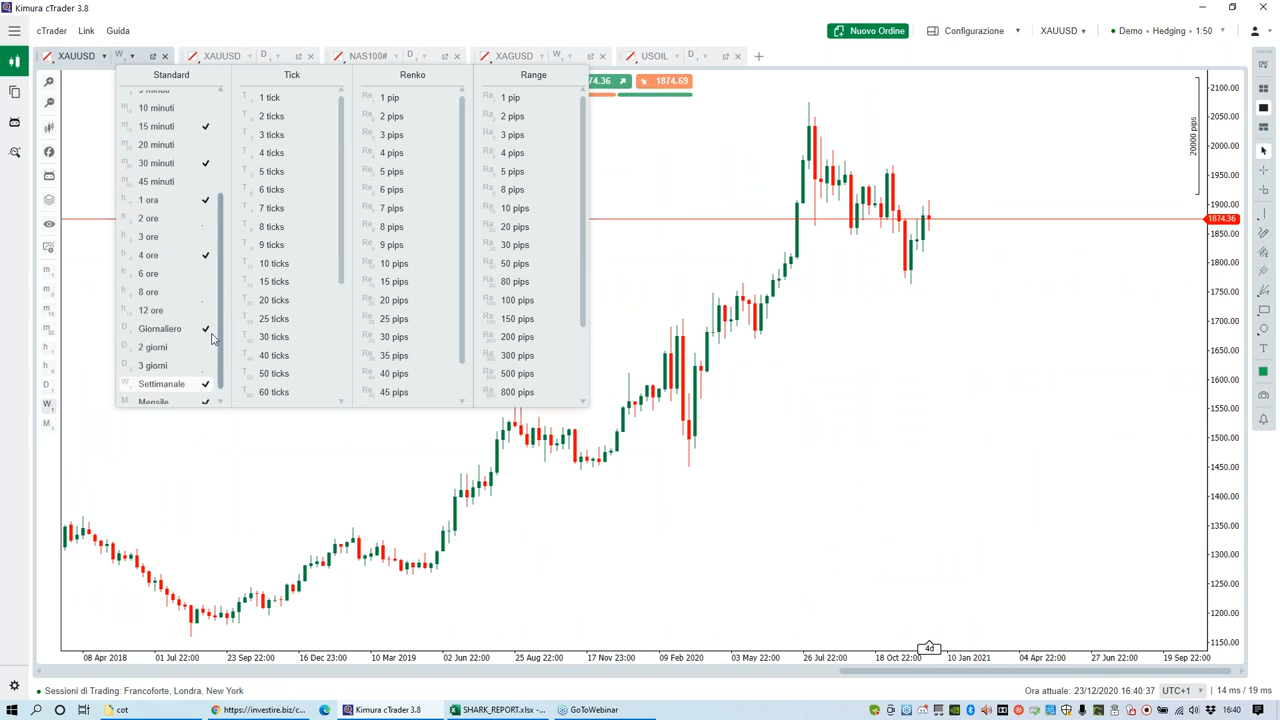 Kimura cTrader 3.8
cTrader Link Guida
Nuovo Ordine
Configurazione
XAUUSD
Demo • Hedging • 1:50
XAUUSD W
XAUUSD D
NAS100# D
XAGUSD
USOIL D
Standard Tick Renko Range
74.36 1874.69
10 minuti
15 minuti
20 minuti
30 minuti
45 minuti
1 ora
2 ore
3 ore
4 ore
6 ore
8 ore
12 ore
Giornaliero
2 giorni
3 giorni
Settimanale
Mensile
1 tick
2 ticks
3 ticks
4 ticks
5 ticks
6 ticks
7 ticks
8 ticks
9 ticks
10 ticks
15 ticks
20 ticks
25 ticks
30 ticks
40 ticks
50 ticks
60 ticks
1 pip
2 pips
3 pips
4 pips
5 pips
6 pips
7 pips
8 pips
9 pips
10 pips
15 pips
20 pips
25 pips
30 pips
35 pips
40 pips
45 pips
1 pip
2 pips
3 pips
4 pips
5 pips
8 pips
10 pips
20 pips
30 pips
50 pips
80 pips
100 pips
150 pips
200 pips
300 pips
500 pips
800 pips
20000 pips
2100.00
2050.00
2000.00
1950.00
1900.00
1874.36
1850.00
1800.00
1750.00
1700.00
1650.00
1600.00
1550.00
1500.00
1450.00
1400.00
1350.00
1300.00
1250.00
1200.00
1150.00
4d
08 Apr 2018 01 Jul 22:00 23 Sep 22:00 16 Dec 23:00 10 Mar 2019 02 Jun 22:00 25 Aug 22:00 17 Nov 23:00 09 Feb 2020 03 May 22:00 26 Jul 22:00 18 Oct 22:00 10 Jan 2021 04 Apr 22:00 27 Jun 22:00 19 Sep 22:00
Sessioni di Trading: Francoforte, Londra, New York
Ora attuale: 23/12/2020 16:40:37 UTC+1 14 ms / 19 ms
cot
https://investire.biz/c...
Kimura cTrader 3.8
SHARK_REPORT.xlsx -...
GoToWebinar
16:40